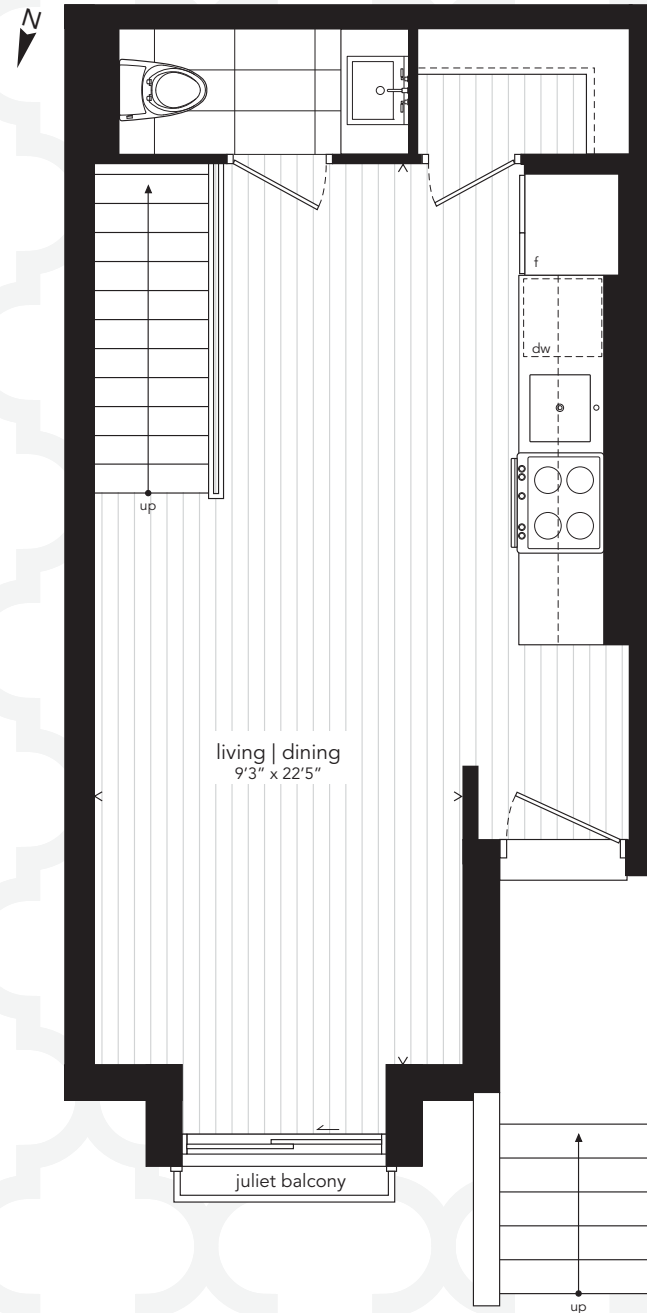 N
f
dw
up
living | dining
9'3" x 22'5"
juliet balcony
up